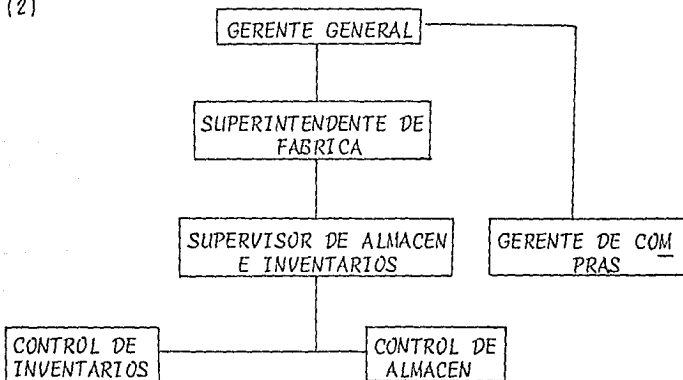 (2)
GERENTE GENERAL
SUPERINTENDENTE DE
FABRICA
SUPERVISOR DE ALMACEN
E INVENTARIOS
GERENTE DE COM
PRAS
CONTROL DE
INVENTARIOS
CONTROL DE
ALMACEN